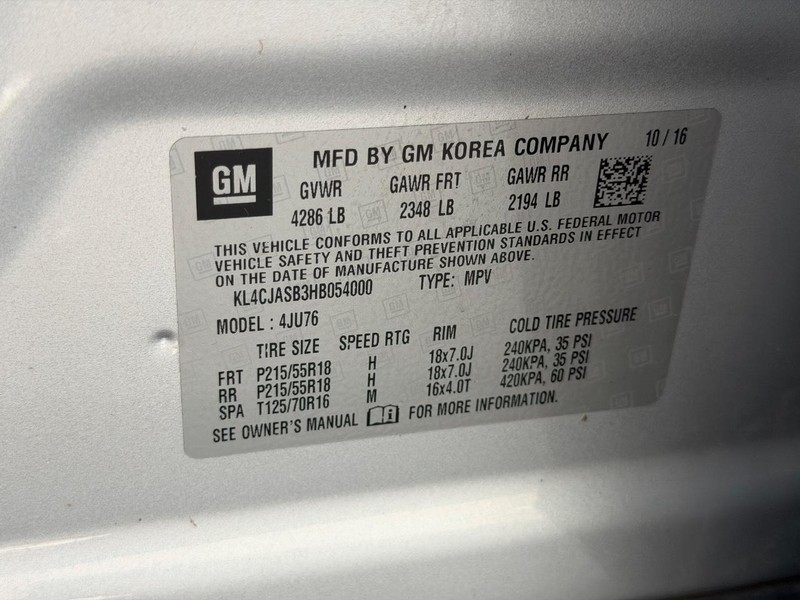 GM
MFD BY GM KOREA COMPANY 10/16
GVWR GAWR FRT GAWR RR
4286 LB 2348 LB 2194 LB
THIS VEHICLE CONFORMS TO ALL APPLICABLE U.S. FEDERAL MOTOR
VEHICLE SAFETY AND THEFT PREVENTION STANDARDS IN EFFECT
ON THE DATE OF MANUFACTURE SHOWN ABOVE.
KL4CJASB3HB054000 TYPE: MPV
MODEL : 4JU76
TIRE SIZE SPEED RTG RIM COLD TIRE PRESSURE
FRT P215/55R18 H 18x7.0J 240KPA, 35 PSI
RR P215/55R18 H 18x7.0J 240KPA, 35 PSI
SPA T125/70R16 M 16x4.0T 420KPA, 60 PSI
SEE OWNER'S MANUAL FOR MORE INFORMATION.